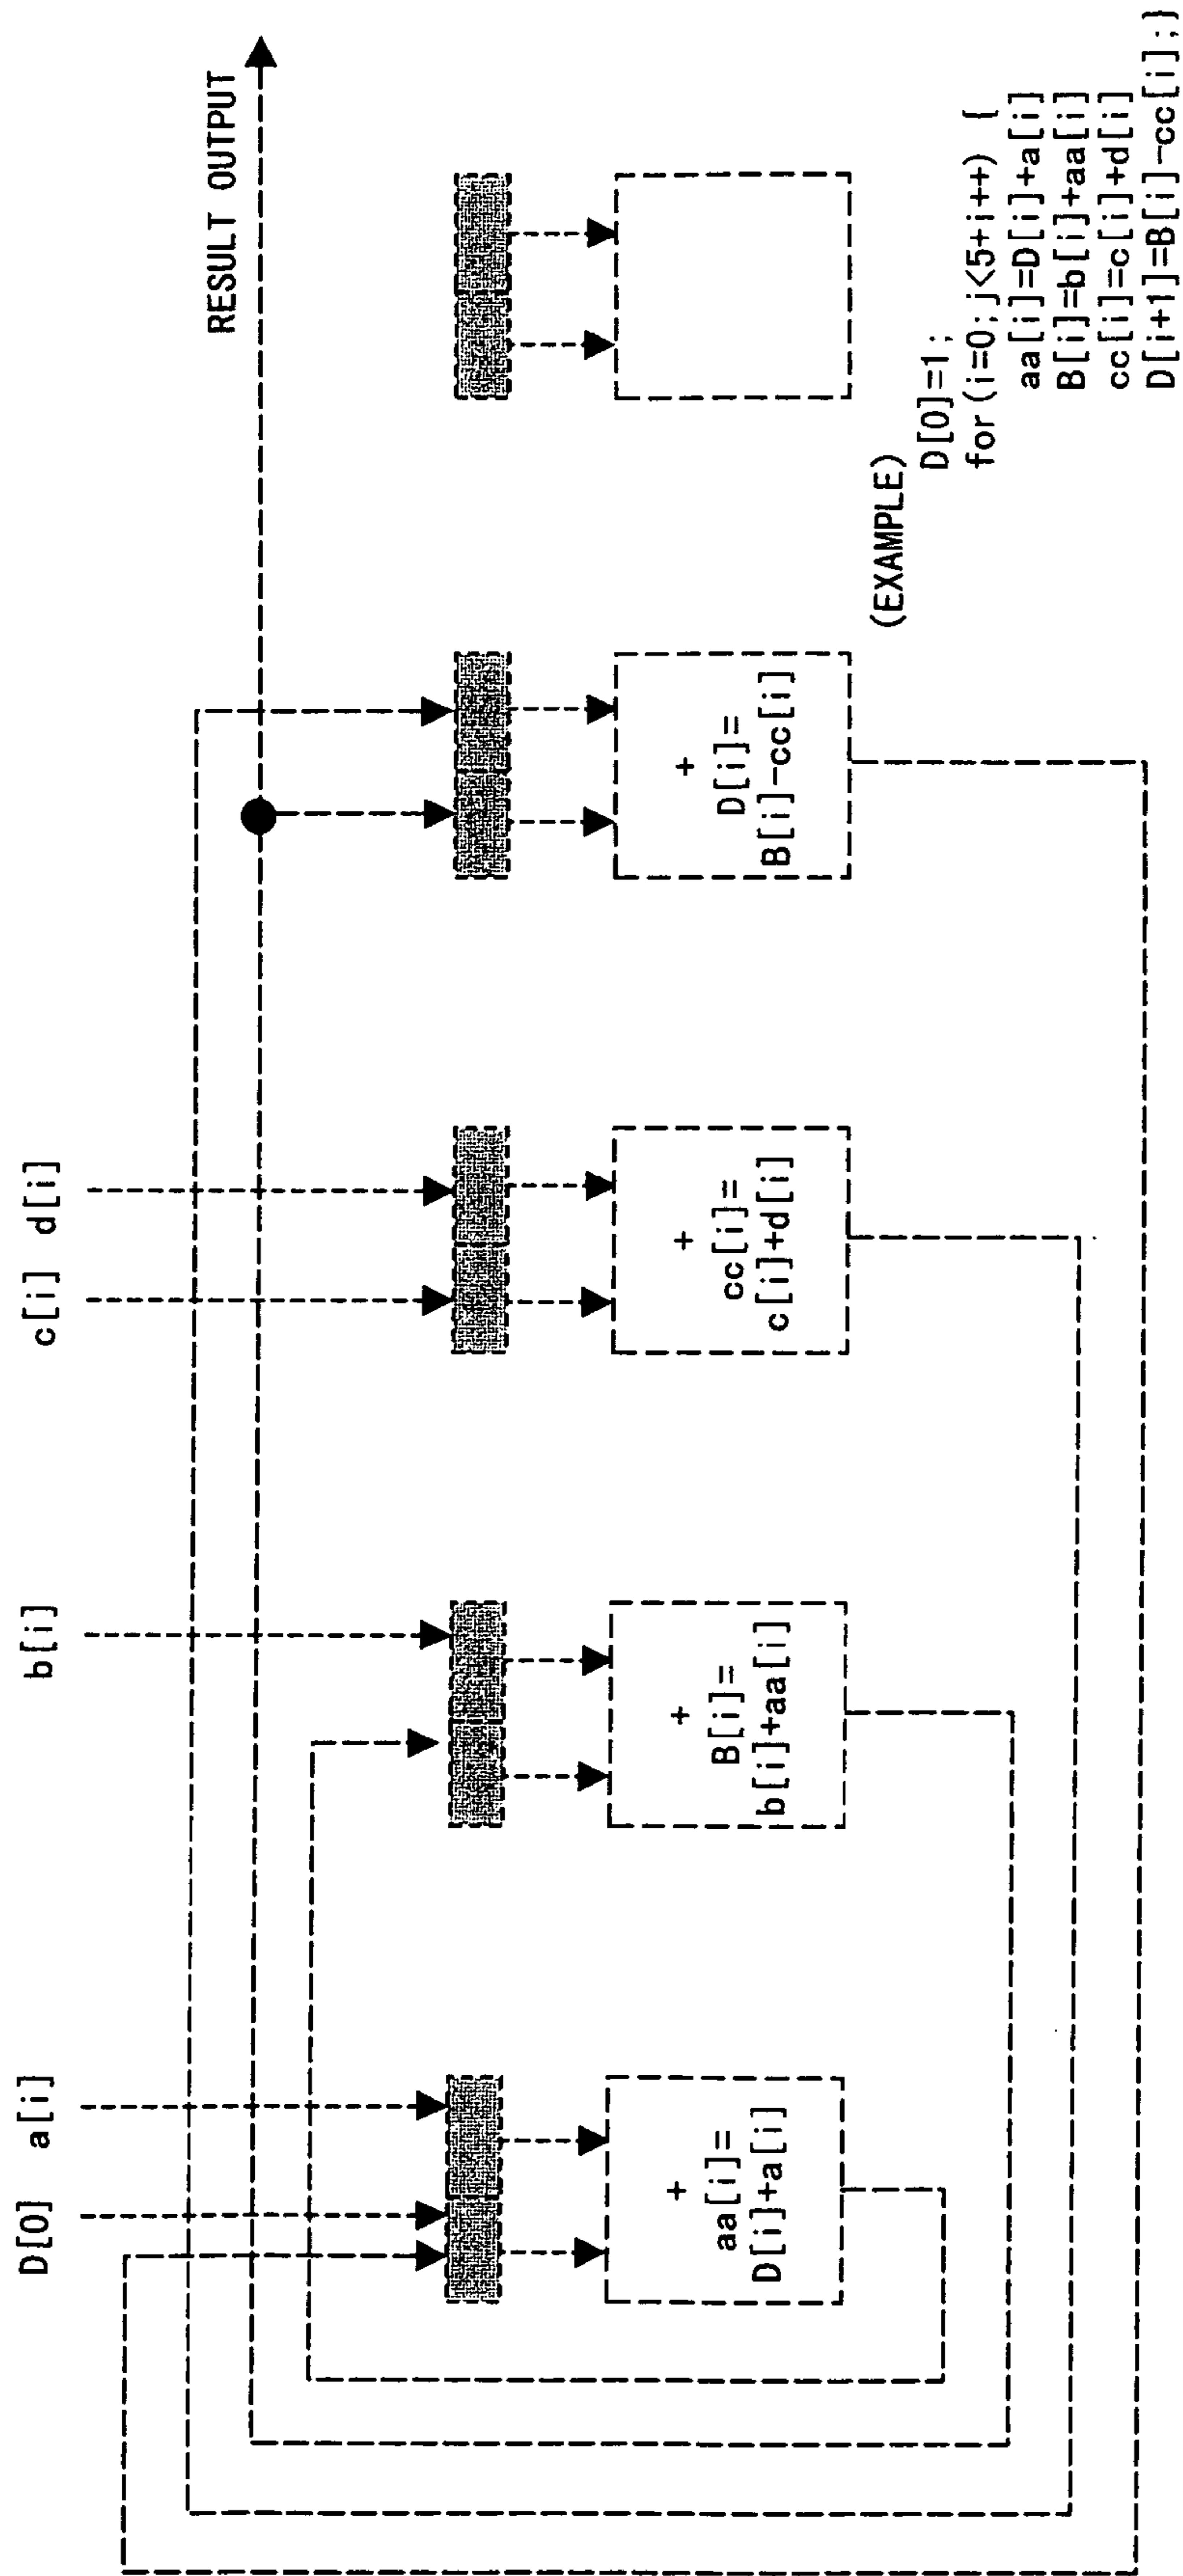 D[0] a[i]
b[i]
c[i] d[i]
RESULT OUTPUT
+
aa[i]=
D[i]+a[i]
+
B[i]=
b[i]+aa[i]
+
cc[i]=
c[i]+d[i]
+
D[i]=
B[i]-cc[i]
(EXAMPLE)
D[0]=1;
for(i=0;j<5+i++) {
aa[i]=D[i]+a[i]
B[i]=b[i]+aa[i]
cc[i]=c[i]+d[i]
D[i+1]=B[i]-cc[i];}